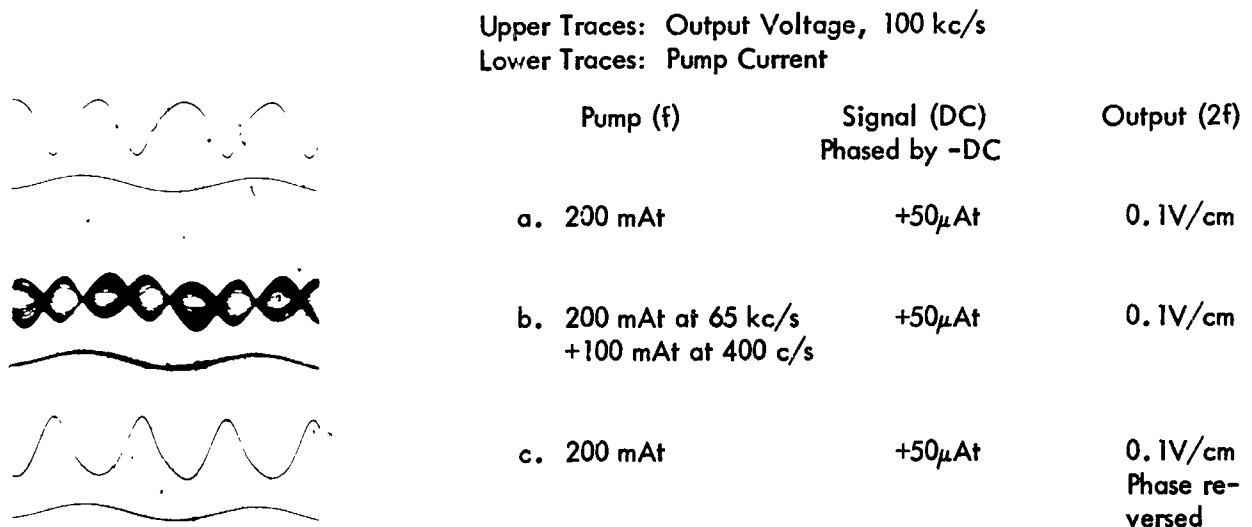 Upper Traces: Output Voltage, 100 kc/s
Lower Traces: Pump Current
Pump (f) Signal (DC) Output (2f)
Phased by -DC
a. 200 mAt +50μAt 0.1V/cm
b. 200 mAt at 65 kc/s +50μAt 0.1V/cm
+100 mAt at 400 c/s
c. 200 mAt +50μAt 0.1V/cm
Phase re-
versed